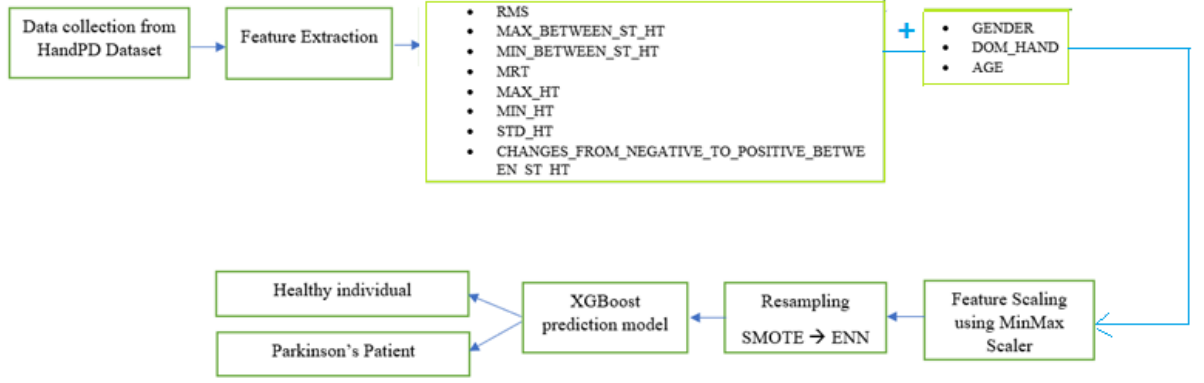 Data collection from
HandPD Dataset
Feature Extraction
• RMS
• MAX_BETWEEN_ST_HT
• MIN_BETWEEN_ST_HT
• MRT
• MAX_HT
• MIN_HT
• STD_HT
• CHANGES_FROM_NEGATIVE_TO_POSITIVE_BETWE
EN_ST_HT
+
• GENDER
• DOM_HAND
• AGE
Feature Scaling
using MinMax
Scaler
Resampling
SMOTE → ENN
XGBoost
prediction model
Healthy individual
Parkinson's Patient